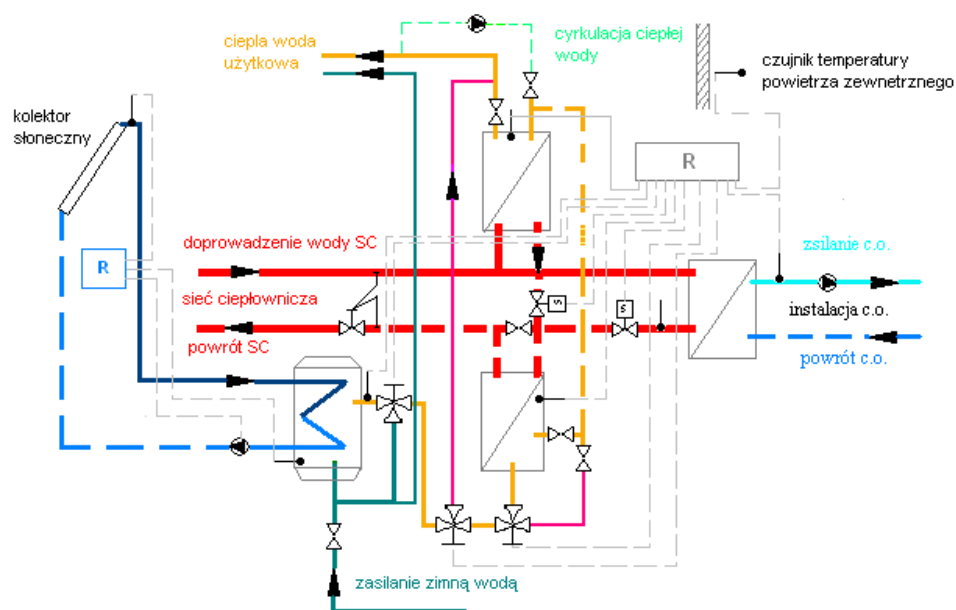 ciepla woda
użytkowa
cyrkulacja ciepłej
wody
czujnik temperatury
powietrza zewnetrznego
kolektor
słoneczny
R
R
doprowadzenie wody SC
zsilanie c.o.
sieć ciepłownicza
S
S
instalacja c.o.
powrót SC
powrót c.o.
zasilanie zimną wodą